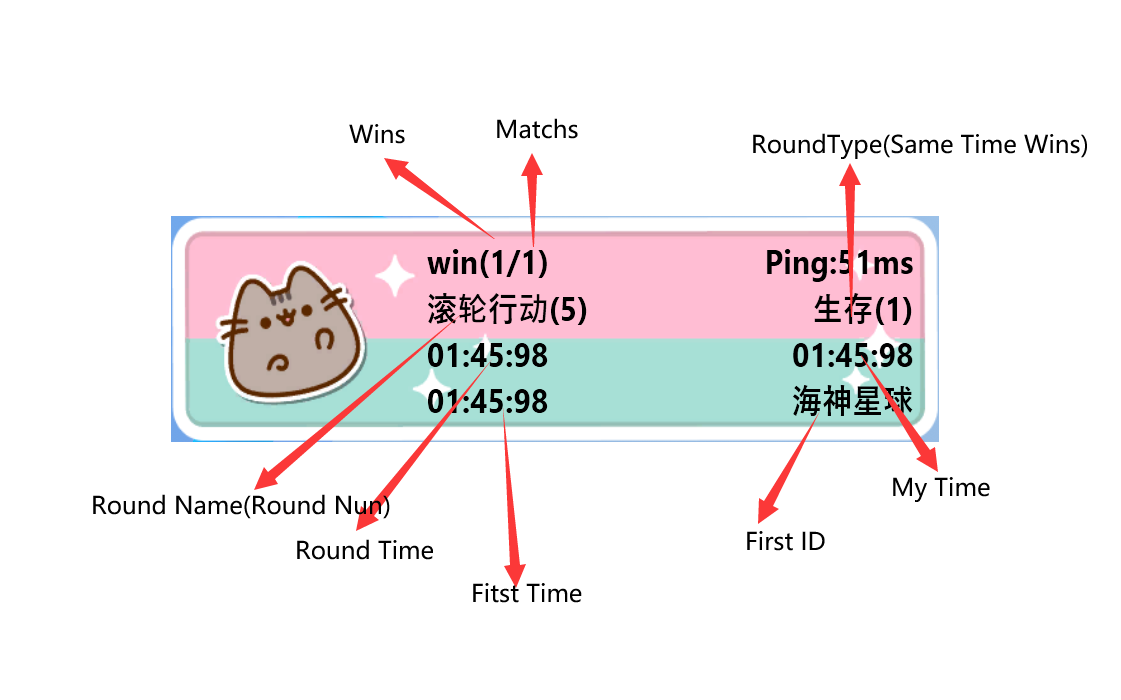 Wins
Matchs
RoundType(Same Time Wins)
win(1/1)
Ping:51ms
滚轮行动(5)
生存(1)
01:45:98
01:45:98
01:45:98
海神星球
My Time
Round Name(Round Nun)
First ID
Round Time
Fitst Time